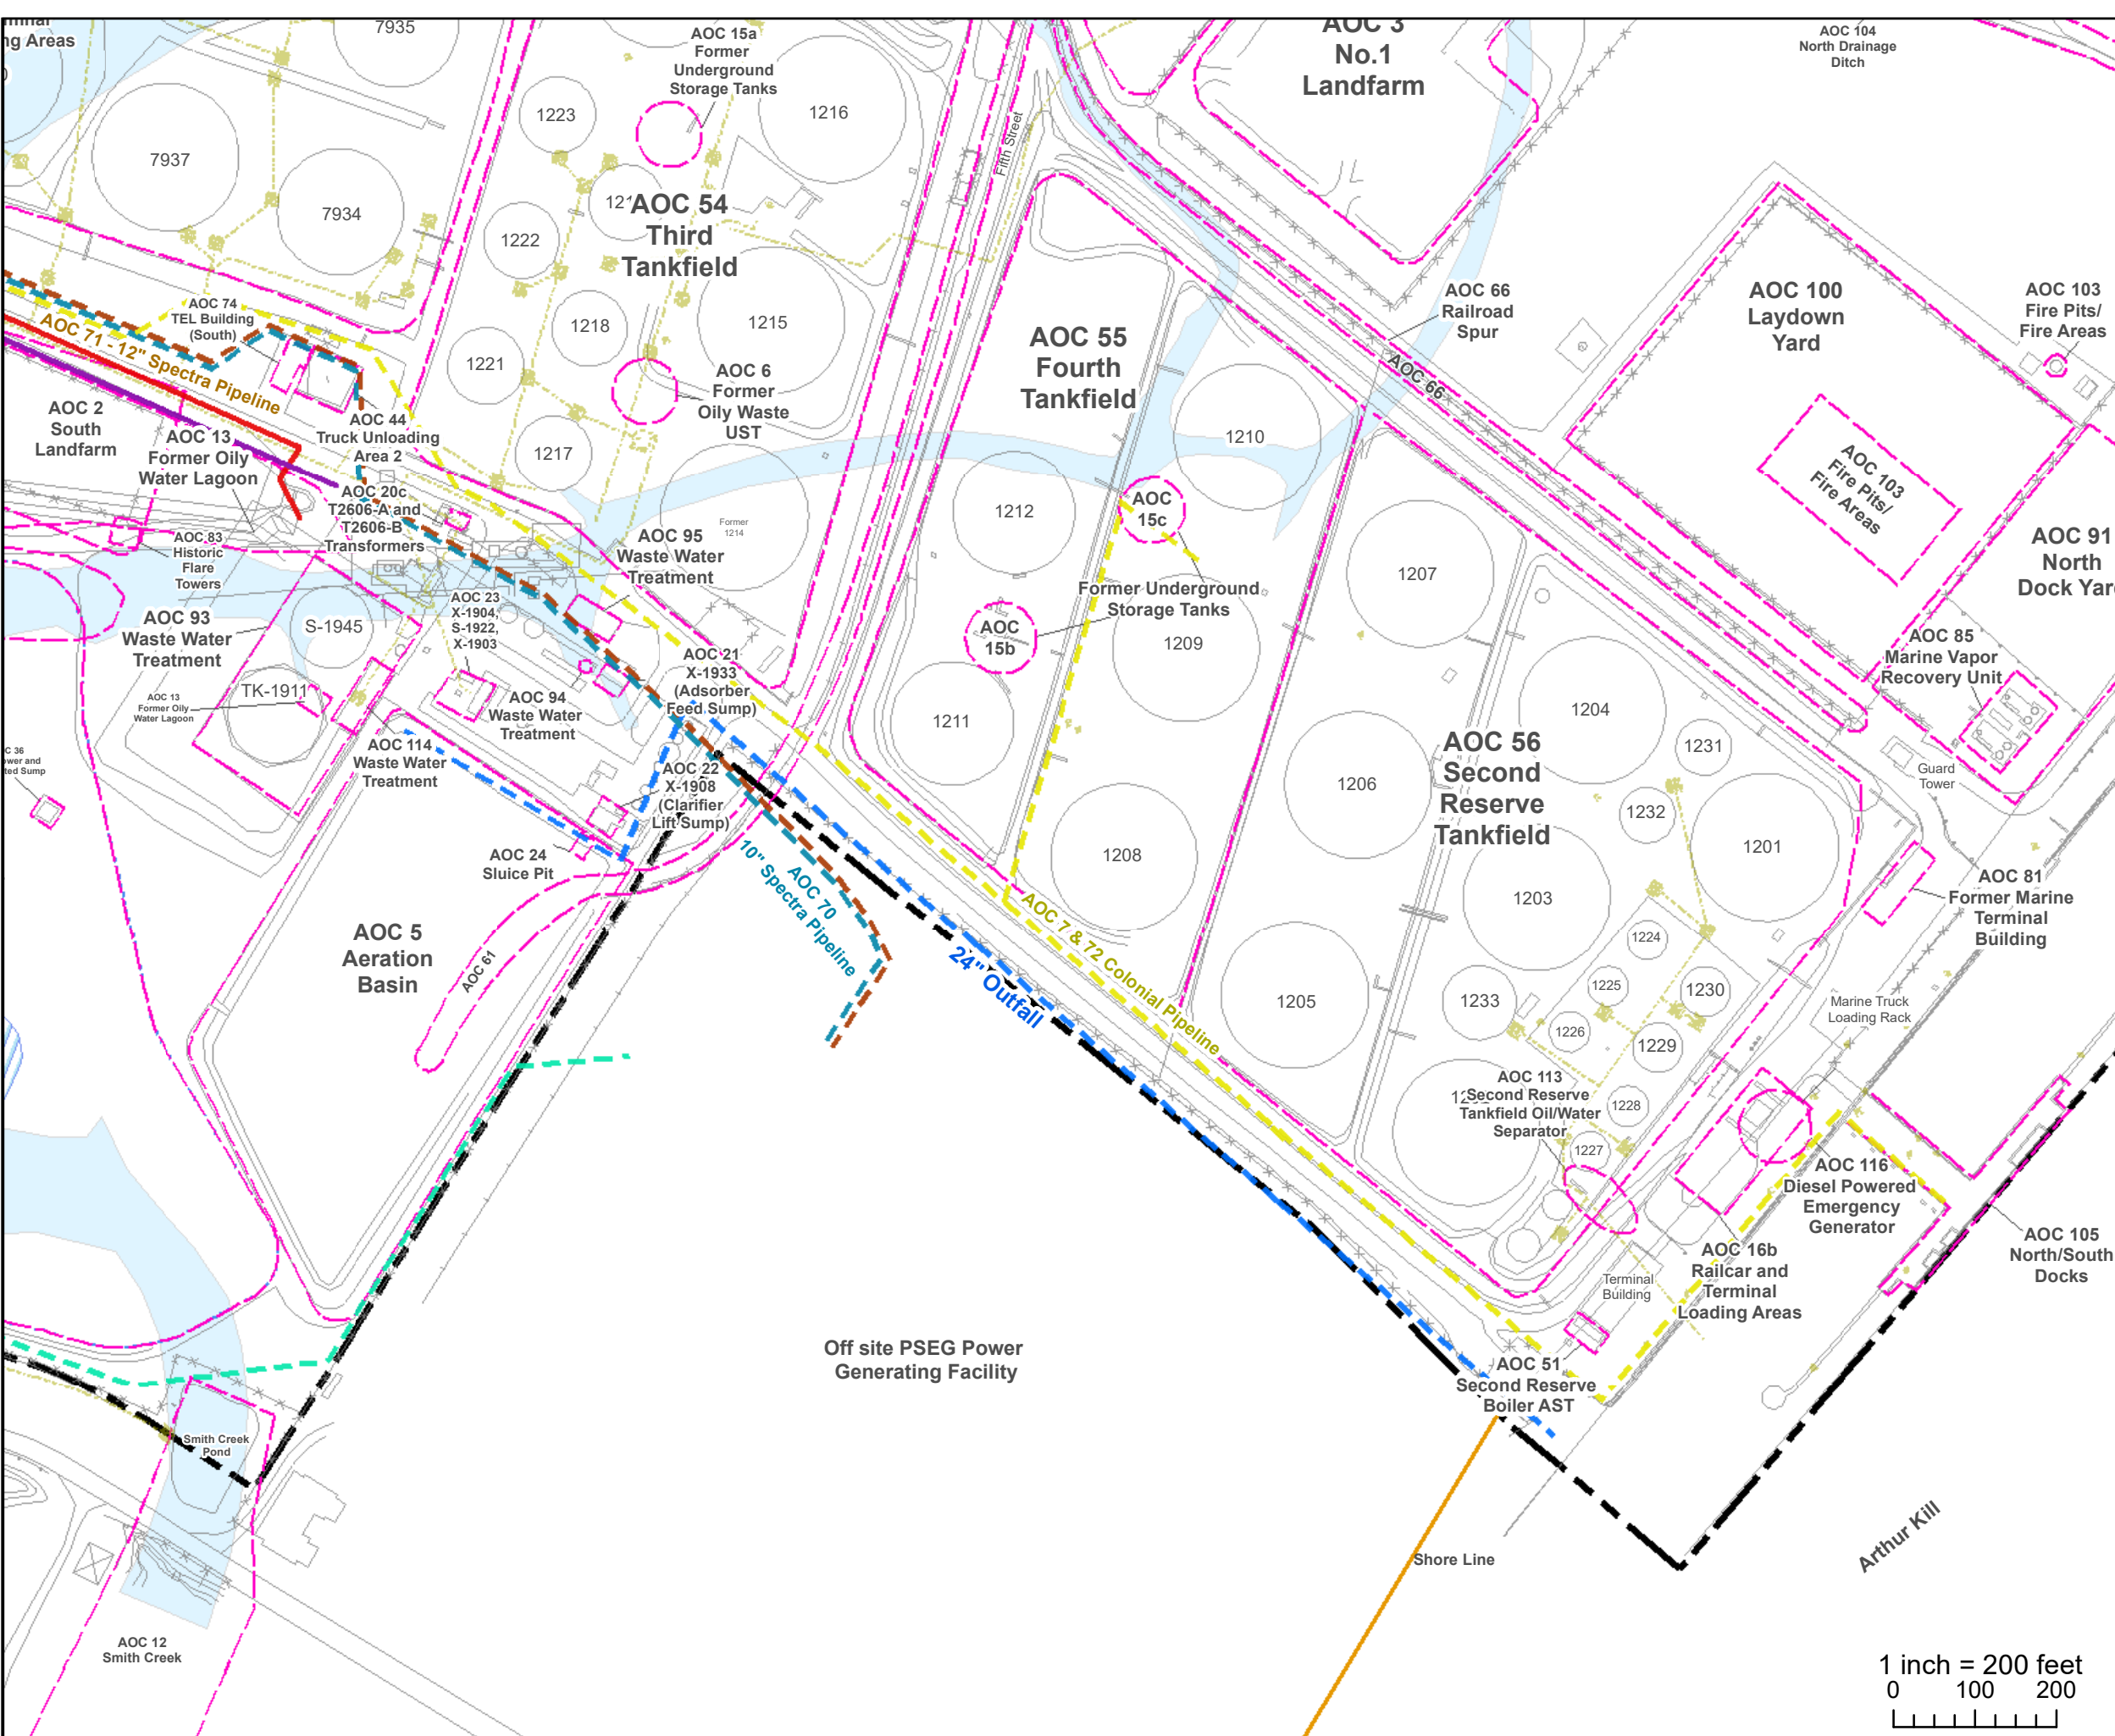 ng Areas
7935
AOC 15a
Former
Underground
Storage Tanks
AOC 3
No.1
Landfarm
AOC 104
North Drainage
Ditch
7937
7934
1223
1216
1222
AOC 54
Third
Tankfield
1218
1215
1221
1217
Fifth Street
AOC 6
Former
Oily Waste
UST
AOC 74
TEL Building
(South)
AOC 71 - 12" Spectra Pipeline
AOC 2
South
Landfarm
AOC 13
Former Oily
Water Lagoon
AOC 44
Truck Unloading
Area 2
AOC 20c
T2606-A and
T2606-B
Transformers
AOC 83
Historic
Flare
Towers
Former
1214
AOC 95
Waste Water
Treatment
AOC 55
Fourth
Tankfield
1210
1212
AOC
15c
Former Underground
Storage Tanks
AOC
15b
1209
1211
1208
AOC 66
Railroad
Spur
AOC 66
AOC 100
Laydown
Yard
AOC 103
Fire Pits/
Fire Areas
AOC 103
Fire Pits/
Fire Areas
AOC 91
North
Dock Yar
AOC 85
Marine Vapor
Recovery Unit
Guard
Tower
1207
1206
1205
AOC 56
Second
Reserve
Tankfield
1204
1231
1232
1201
1203
1224
1225
1230
1233
1226
1229
1228
1227
AOC 113
Second Reserve
Tankfield Oil/Water
Separator
AOC 81
Former Marine
Terminal
Building
Marine Truck
Loading Rack
AOC 116
Diesel Powered
Emergency
Generator
AOC 16b
Railcar and
Terminal
Loading Areas
AOC 105
North/South
Docks
Terminal
Building
AOC 51
Second Reserve
Boiler AST
AOC 93
Waste Water
Treatment
S-1945
AOC 23
X-1904,
S-1922,
X-1903
TK-1911
AOC 13
Former Oily
Water Lagoon
AOC 94
Waste Water
Treatment
AOC 21
X-1933
(Adsorber
Feed Sump)
AOC 114
Waste Water
Treatment
AOC 22
X-1908
(Clarifier
Lift Sump)
AOC 24
Sluice Pit
AOC 5
Aeration
Basin
AOC 61
AOC 70
10" Spectra Pipeline
24" Outfall
AOC 7 & 72 Colonial Pipeline
Off site PSEG Power
Generating Facility
Smith Creek
Pond
AOC 12
Smith Creek
Shore Line
Arthur Kill
1 inch = 200 feet
0 100 200